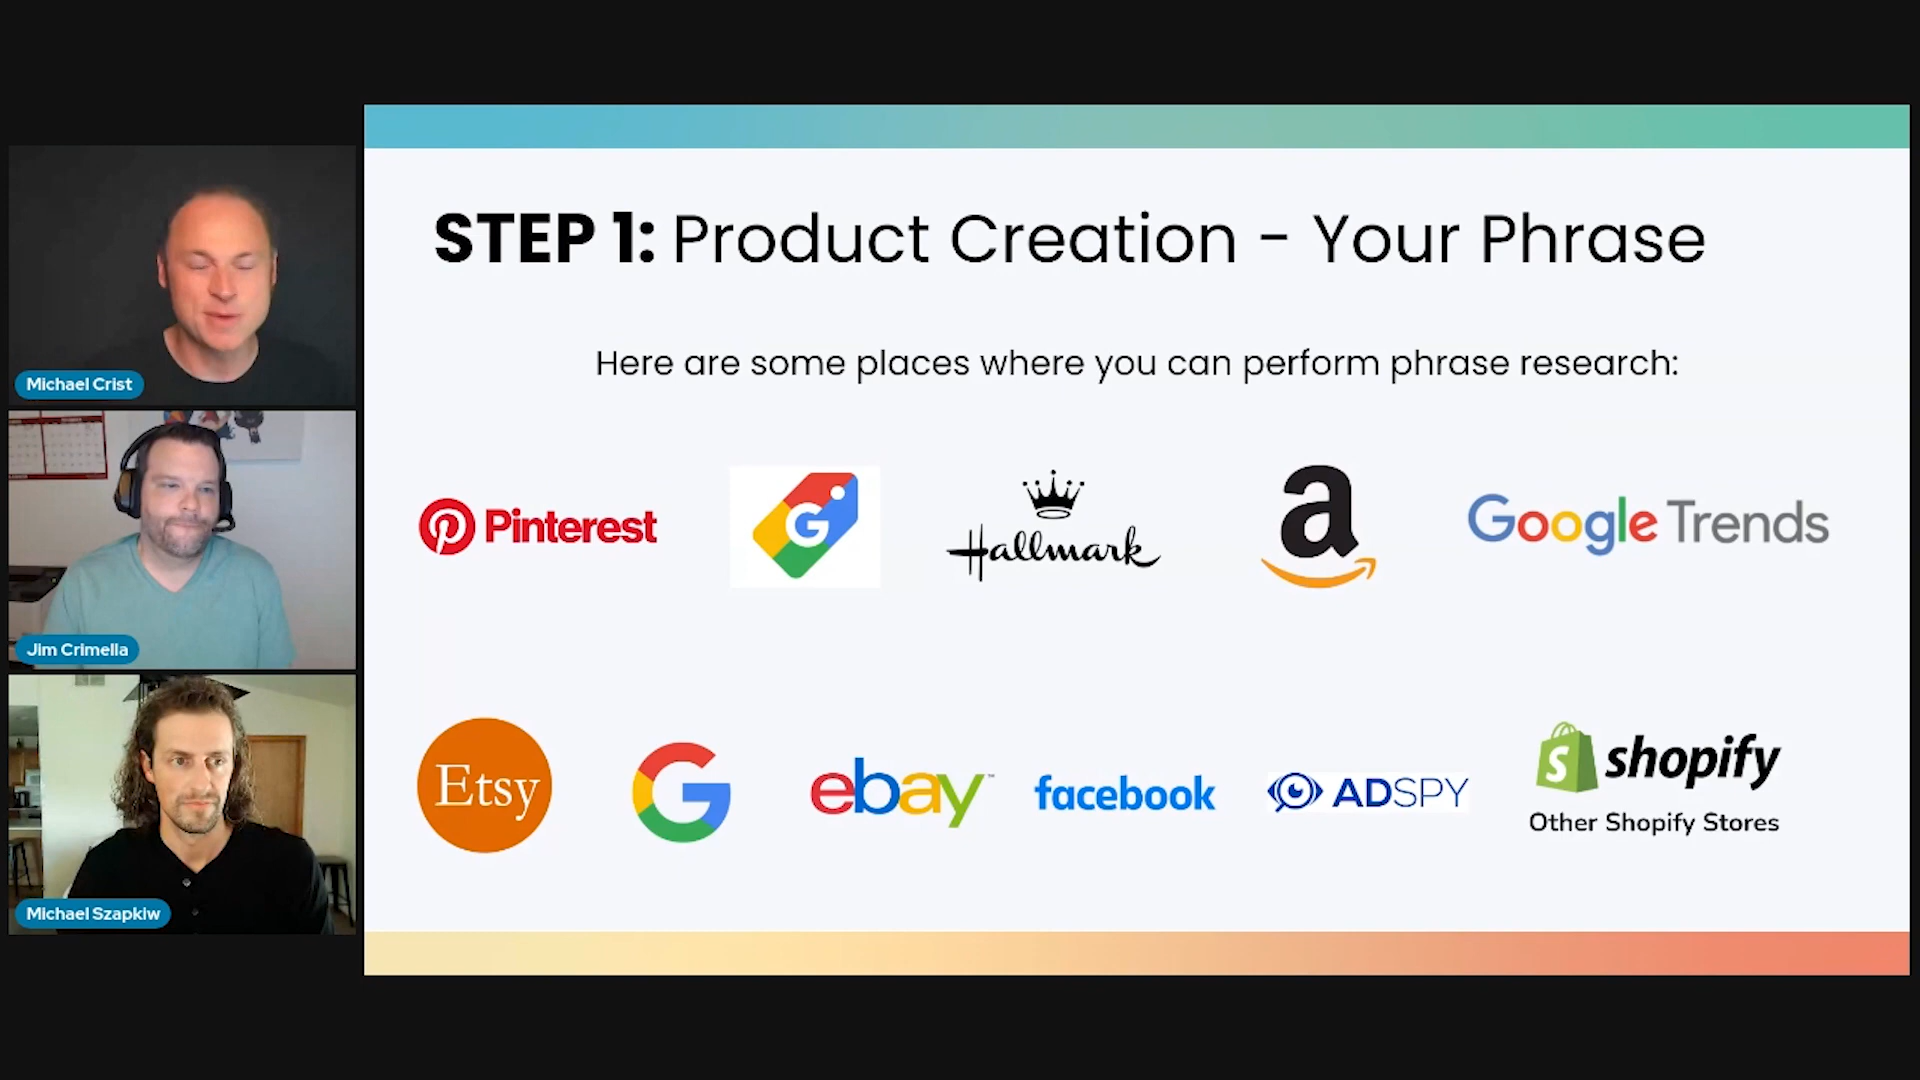 Michael Crist
Jim Crimella
Michael Szapkiw
STEP 1: Product Creation - Your Phrase
Here are some places where you can perform phrase research:
Pinterest
G
Hallmark
a
Google Trends
Etsy
G
ebay™
facebook
ADSPY
S shopify
Other Shopify Stores